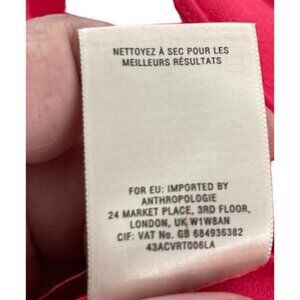 NETTOYEZ À SEC POUR LES
MEILLEURS RÉSULTATS
FOR EU: IMPORTED BY
ANTHROPOLOGIE
24 MARKET PLACE, 3RD FLOOR,
LONDON, UK W1W8AN
CIF: VAT No. GB 684936382
43ACVRT006LA